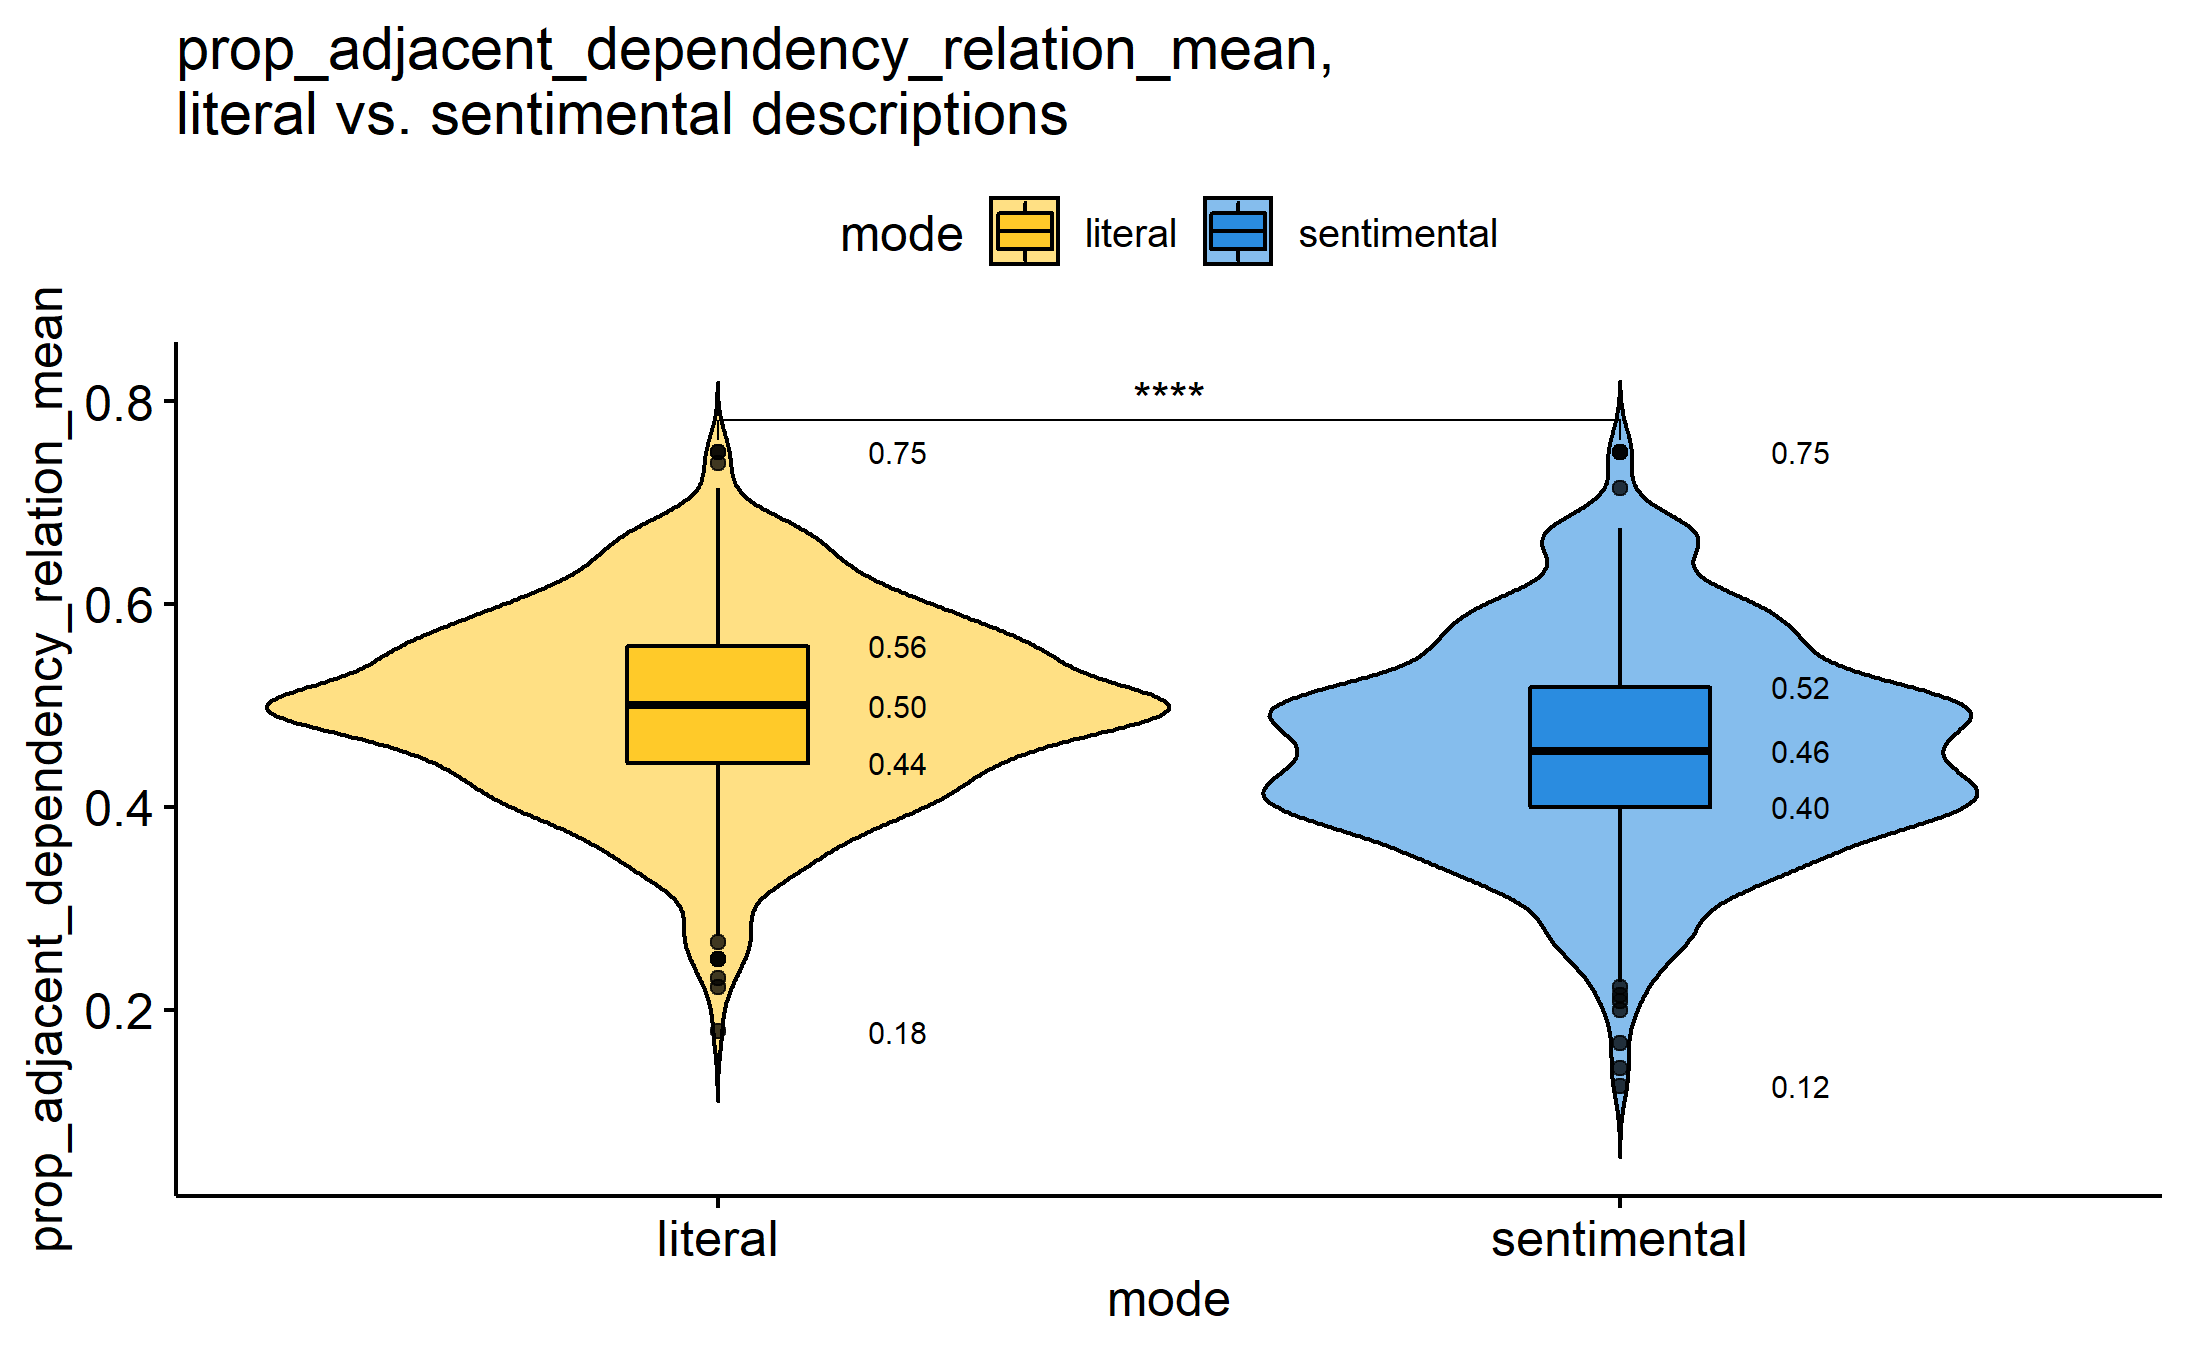 prop_adjacent_dependency_relation_mean,
literal vs. sentimental descriptions
mode literal sentimental
prop_adjacent_dependency_relation_mean
0.8
0.6
0.4
0.2
****
0.75
0.56
0.50
0.44
0.18
0.75
0.52
0.46
0.40
0.12
literal sentimental
mode